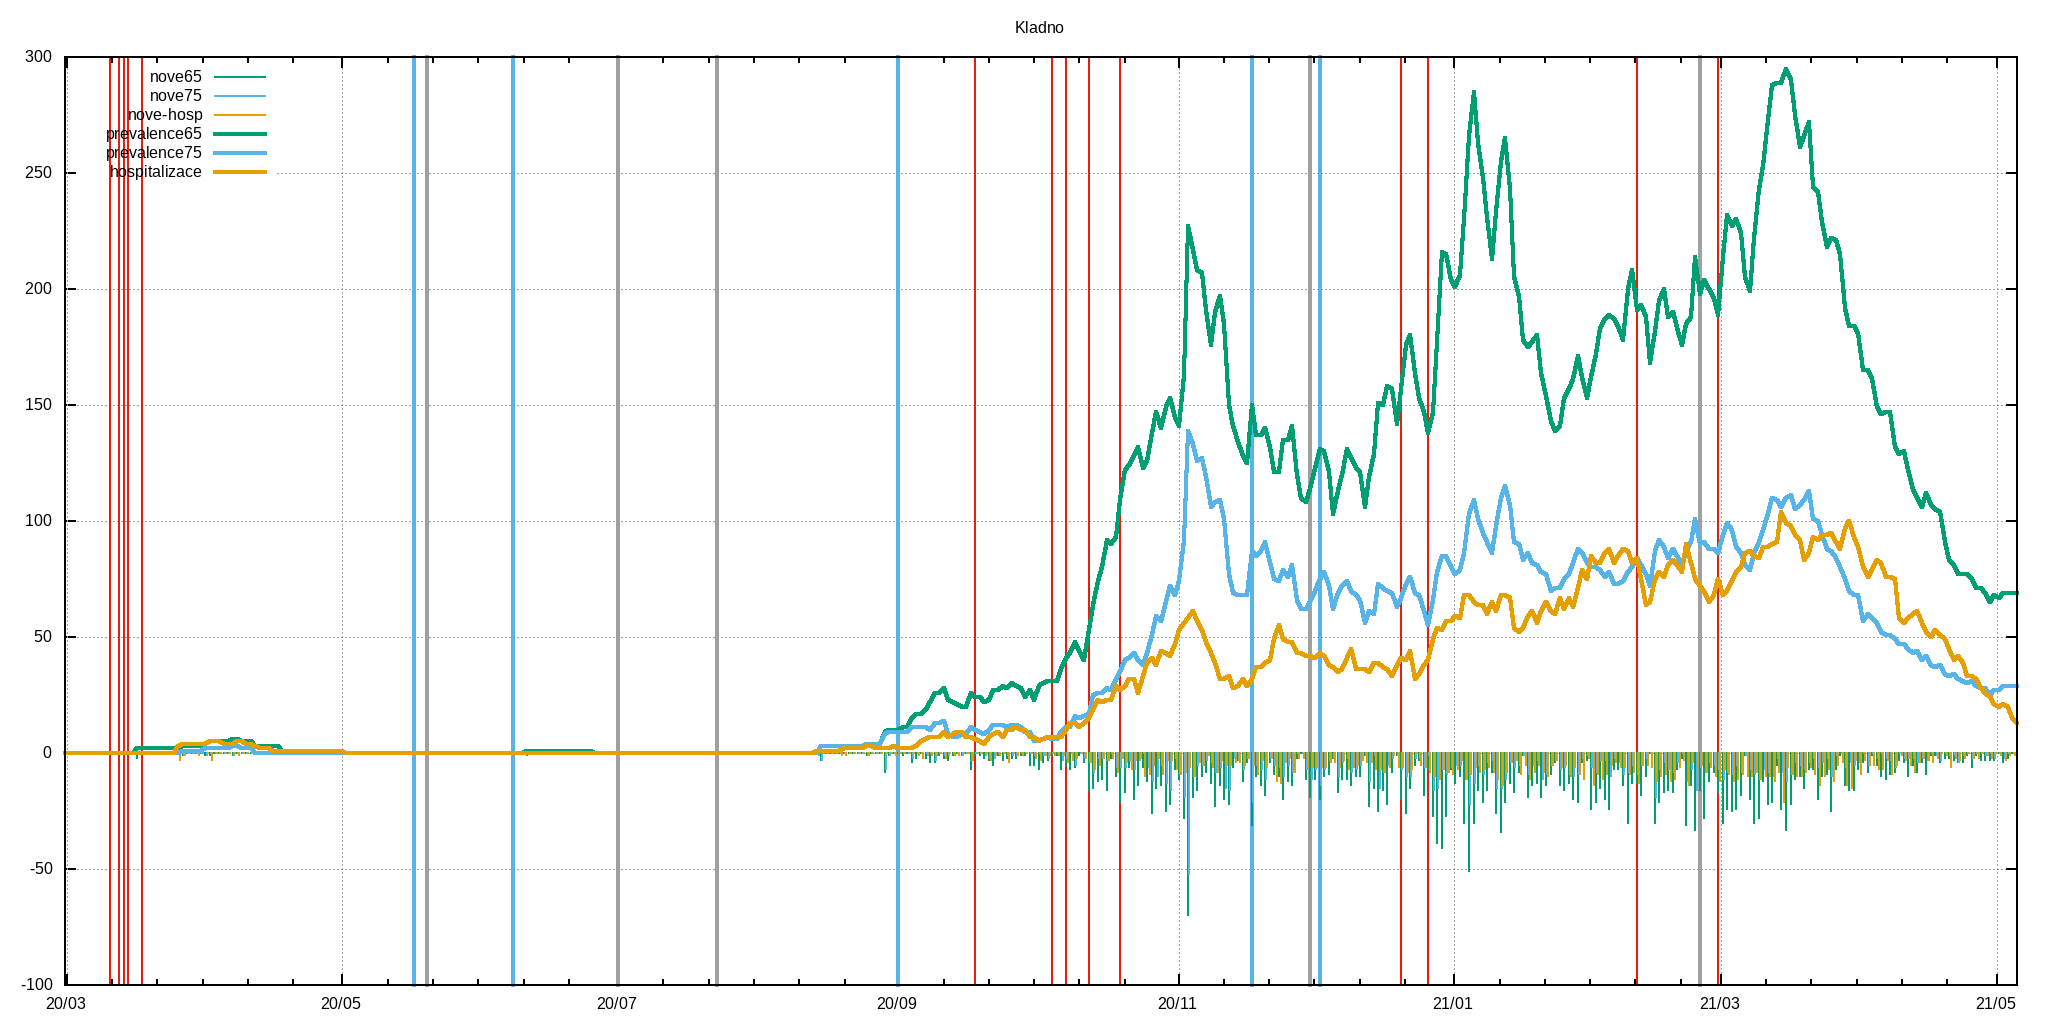 Kladno
300
250
200
150
100
50
0
-50
-100
nove65
nove75
nove-hosp
prevalence65
prevalence75
hospitalizace
20/03 20/05 20/07 20/09 20/11 21/01 21/03 21/05